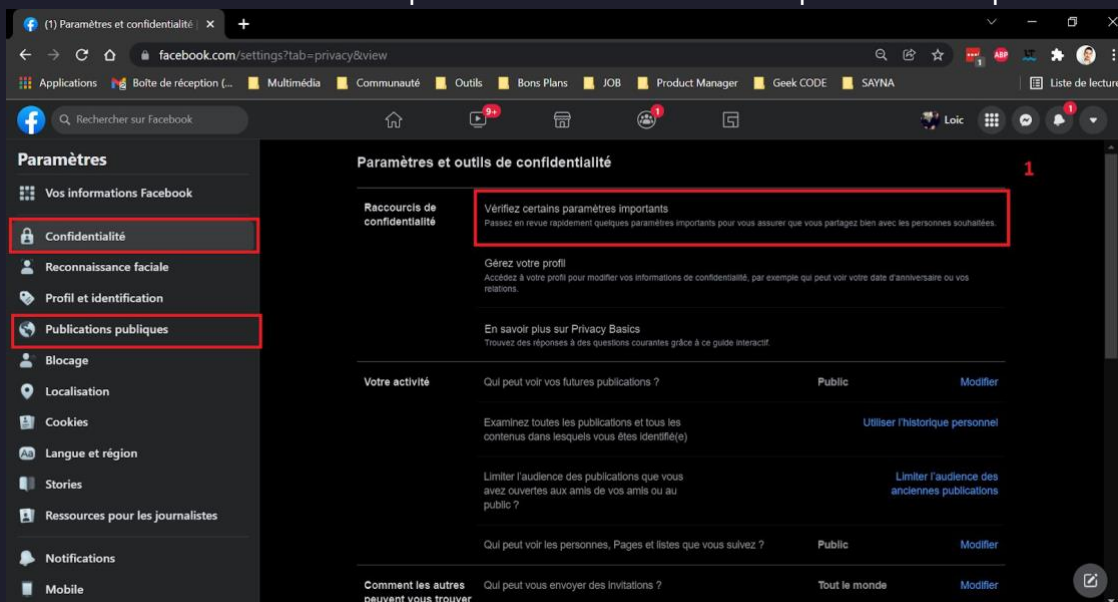 (1) Paramètres et confidentialité
facebook.com/settings?tab=privacy&view
ABP
LT
1
Applications
Boîte de réception (...
Multimédia
Communauté
Outils
Bons Plans
JOB
Product Manager
Geek CODE
SAYNA
Liste de lecture
Rechercher sur Facebook
9+
1
Loic
1
Paramètres
Vos informations Facebook
Confidentialité
Reconnaissance faciale
Profil et identification
Publications publiques
Blocage
Localisation
Cookies
Langue et région
Stories
Ressources pour les journalistes
Notifications
Mobile
Paramètres et outils de confidentialité
1
Raccourcis de
confidentialité
Vérifiez certains paramètres importants
Passez en revue rapidement quelques paramètres importants pour vous assurer que vous partagez bien avec les personnes souhaitées.
Gérez votre profil
Accédez à votre profil pour modifier vos informations de confidentialité, par exemple qui peut voir votre date d'anniversaire ou vos
relations.
En savoir plus sur Privacy Basics
Trouvez des réponses à des questions courantes grâce à ce guide interactif.
Votre activité
Qui peut voir vos futures publications ?
Public
Modifier
Examinez toutes les publications et tous les
contenus dans lesquels vous êtes identifié(e)
Utiliser l'historique personnel
Limiter l'audience des publications que vous
avez ouvertes aux amis de vos amis ou au
public ?
Limiter l'audience des
anciennes publications
Qui peut voir les personnes, Pages et listes que vous suivez ?
Public
Modifier
Comment les autres
peuvent vous trouver
Qui peut vous envoyer des invitations ?
Tout le monde
Modifier